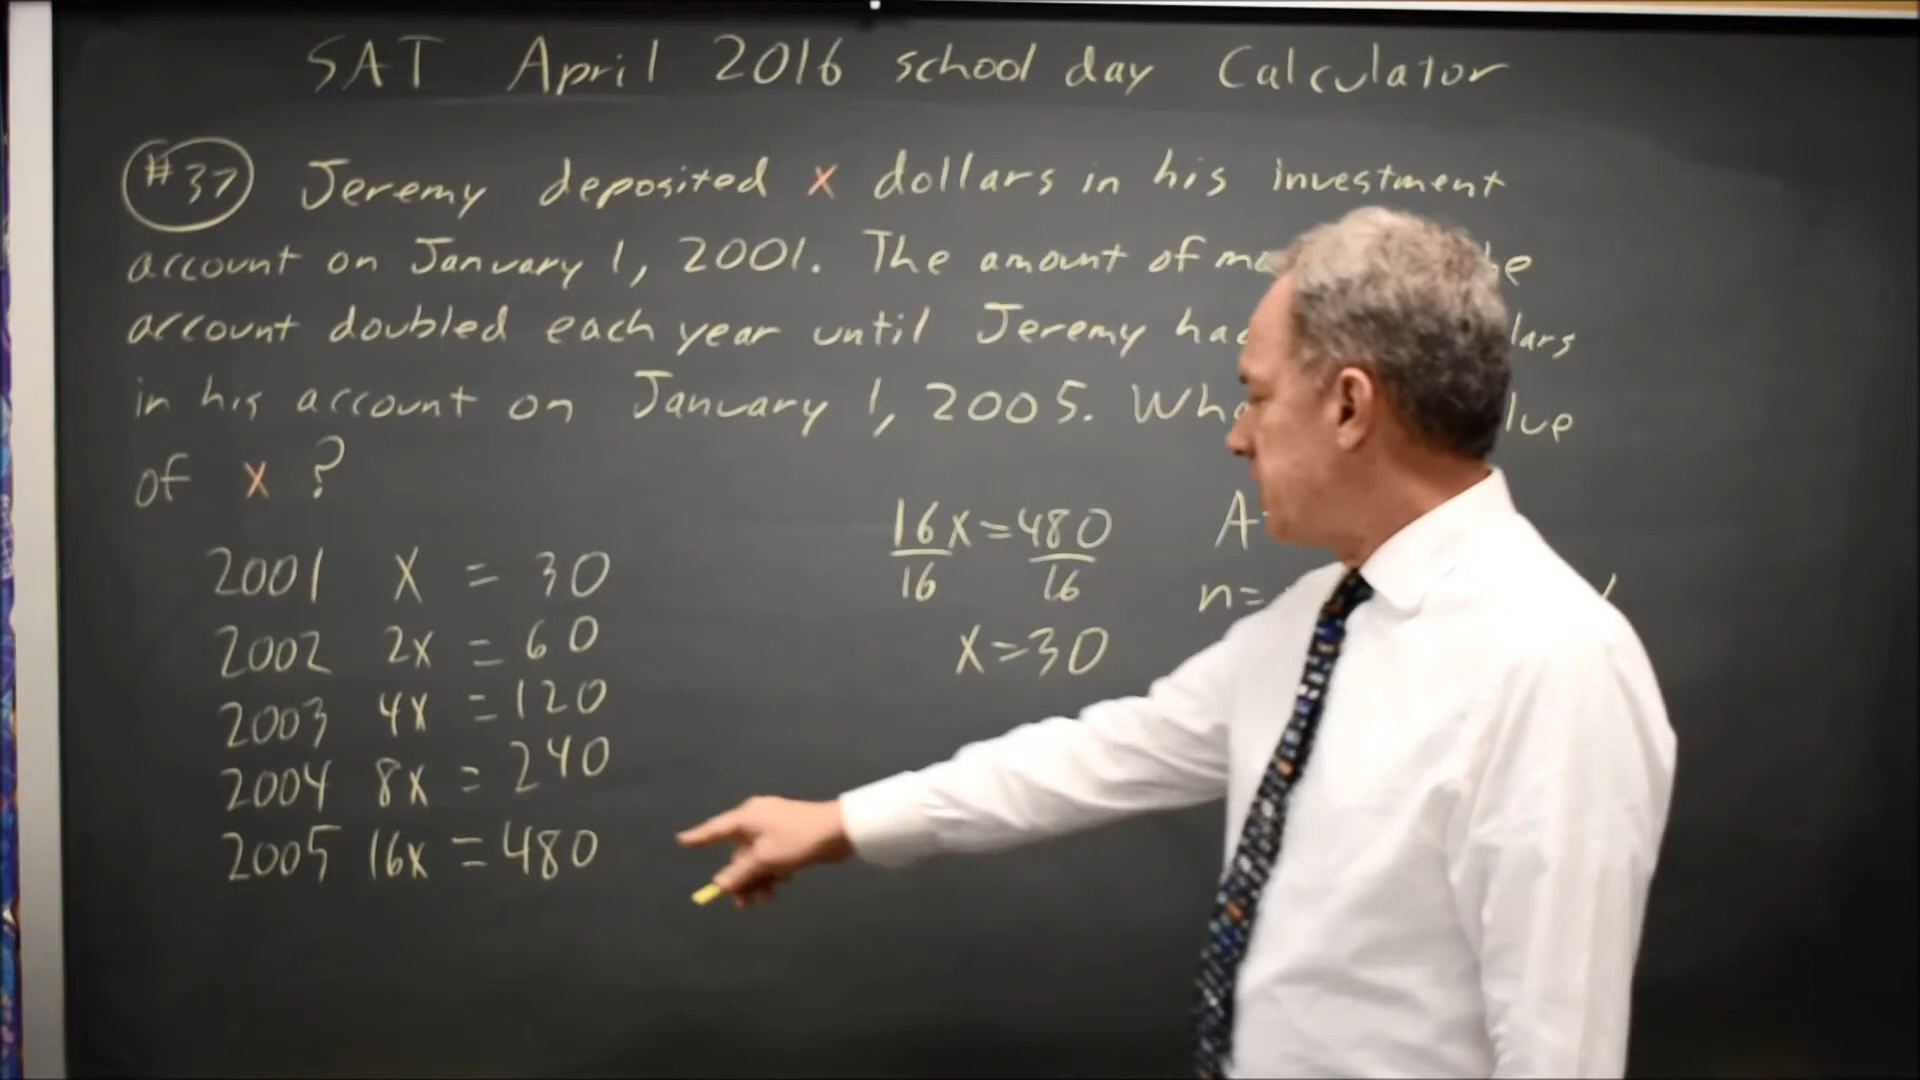 SAT April 2016 school day Calculator
#37 Jeremy deposited x dollars in his investment
account on January 1, 2001. The amount of
account doubled each year until Jeremy
in his account on January 1, 2005.
of x ?
2001 X = 30
2002 2x = 60
2003 4x = 120
2004 8x = 240
2005 16x = 480
16x = 480
16 16
x = 30
A
n=